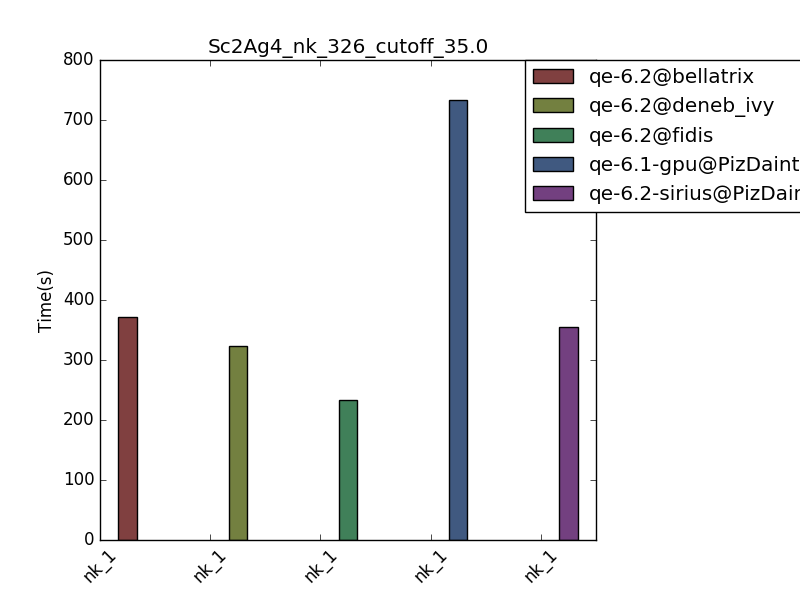 Sc2Ag4_nk_326_cutoff_35.0
800
700
600
500
400
300
200
100
0
Time(s)
nk_1
nk_1
nk_1
nk_1
nk_1
qe-6.2@bellatrix
qe-6.2@deneb_ivy
qe-6.2@fidis
qe-6.1-gpu@PizDaint
qe-6.2-sirius@PizDai